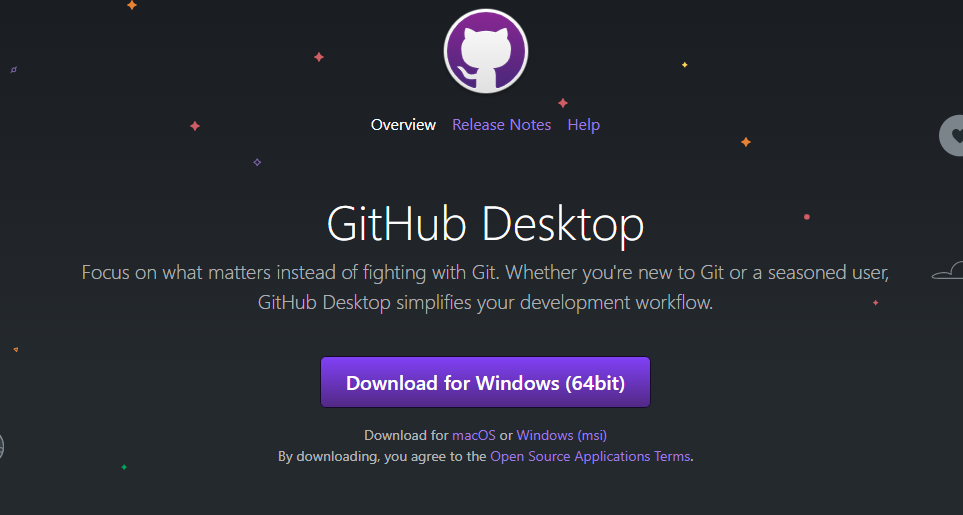 Overview Release Notes Help
GitHub Desktop
Focus on what matters instead of fighting with Git. Whether you're new to Git or a seasoned user,
GitHub Desktop simplifies your development workflow.
Download for Windows (64bit)
Download for macOS or Windows (msi)
By downloading, you agree to the Open Source Applications Terms.